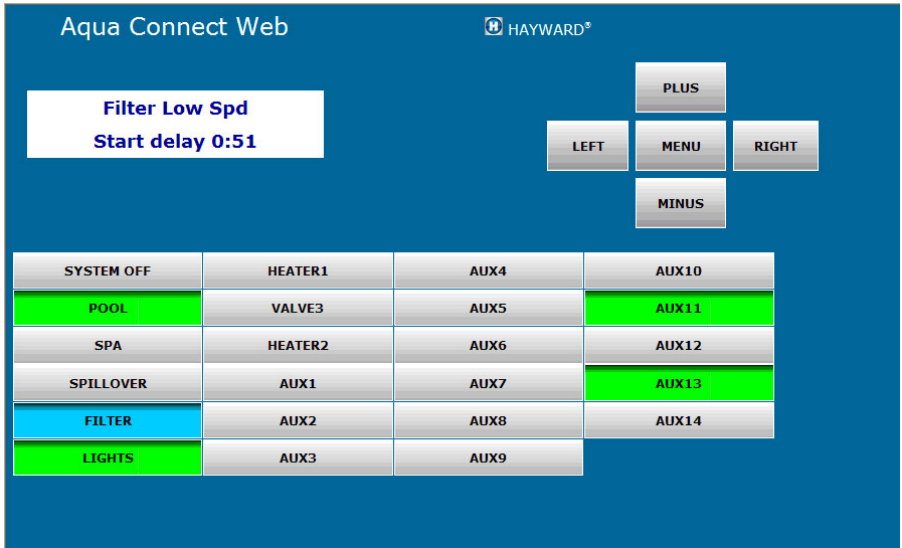 Aqua Connect Web
H HAYWARD®
Filter Low Spd
Start delay 0:51
PLUS
LEFT MENU RIGHT
MINUS
SYSTEM OFF HEATER1 AUX4 AUX10
POOL VALVE3 AUX5 AUX11
SPA HEATER2 AUX6 AUX12
SPILLOVER AUX1 AUX7 AUX13
FILTER AUX2 AUX8 AUX14
LIGHTS AUX3 AUX9